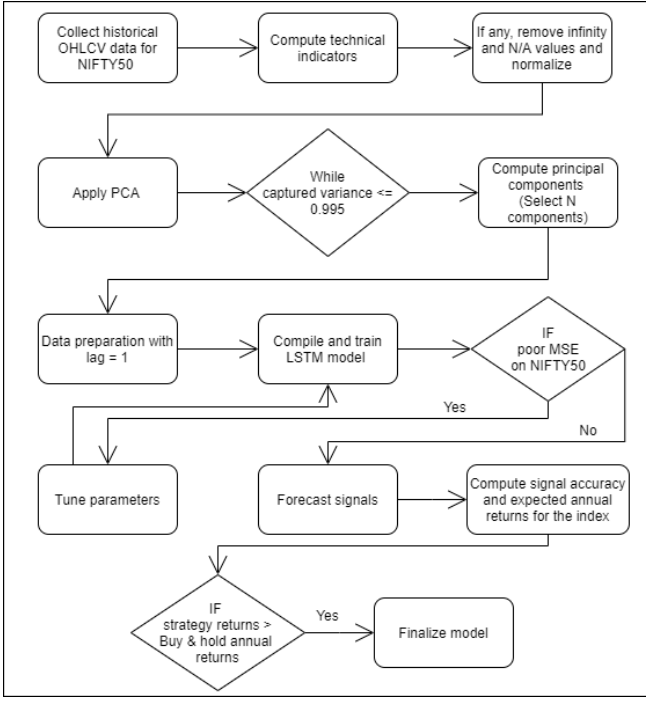 Collect historical
OHLCV data for
NIFTY50
Compute technical
indicators
If any, remove infinity
and N/A values and
normalize
Apply PCA
While
captured variance <=
0.995
Compute principal
components
(Select N
components)
Data preparation with
lag = 1
Compile and train
LSTM model
IF
poor MSE
on NIFTY50
Yes
No
Tune parameters
Forecast signals
Compute signal accuracy
and expected annual
returns for the index
IF
strategy returns >
Buy & hold annual
returns
Yes
Finalize model